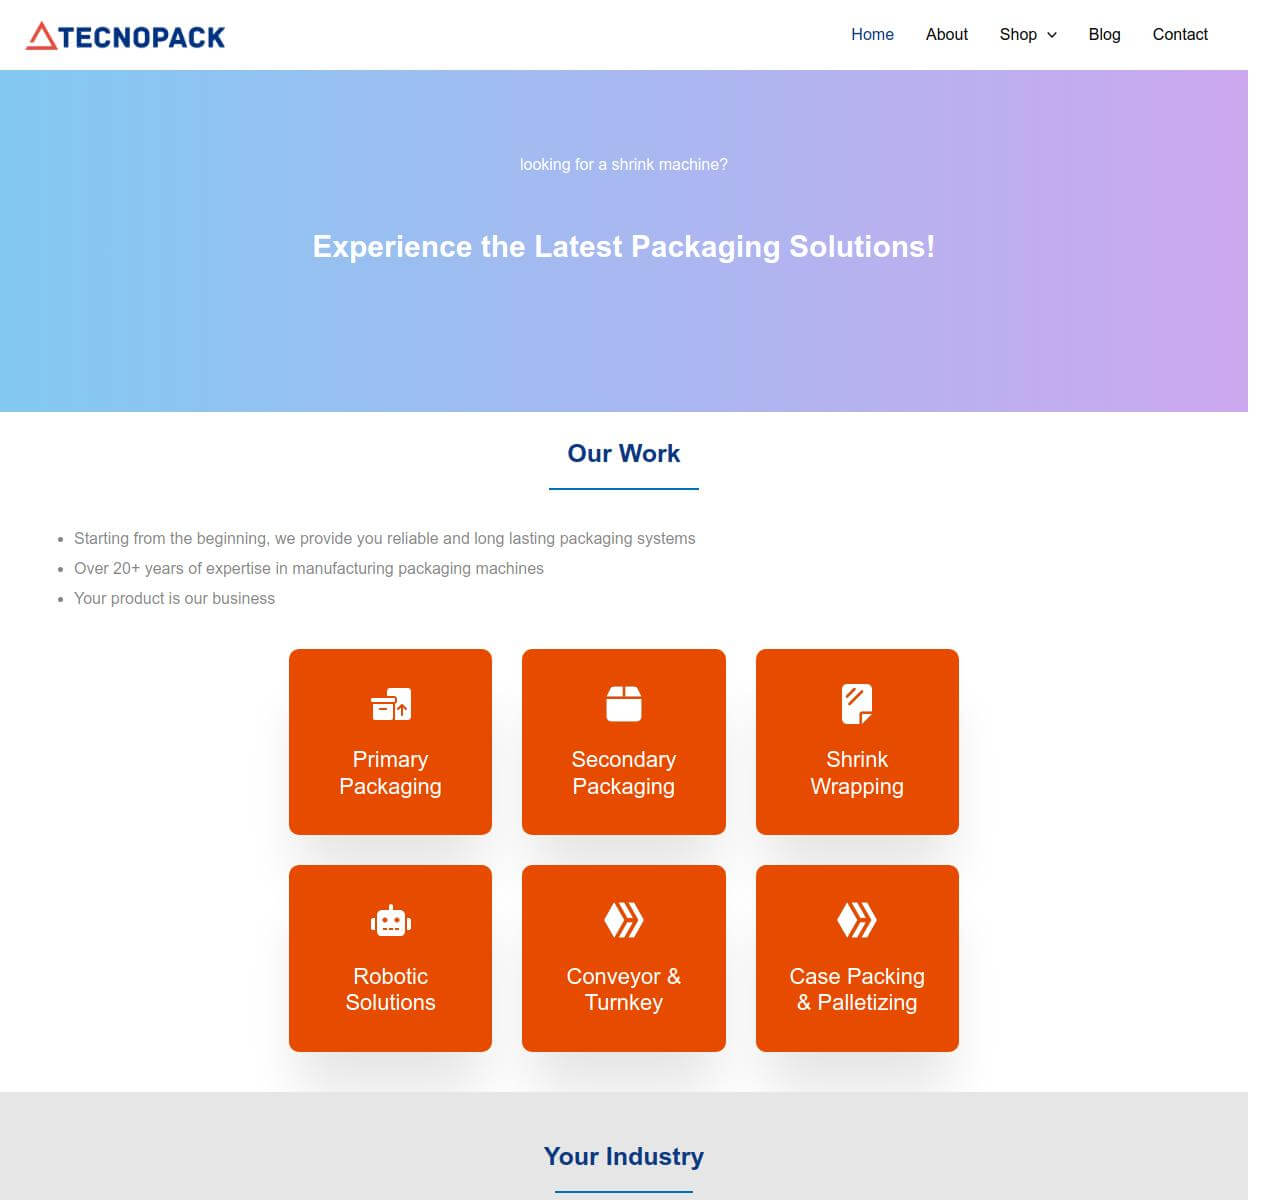 TECNOPACK
Home About Shop Blog Contact
looking for a shrink machine?
Experience the Latest Packaging Solutions!
Our Work
Starting from the beginning, we provide you reliable and long lasting packaging systems
Over 20+ years of expertise in manufacturing packaging machines
Your product is our business
Primary
Packaging
Secondary
Packaging
Shrink
Wrapping
Robotic
Solutions
Conveyor &
Turnkey
Case Packing
& Palletizing
Your Industry